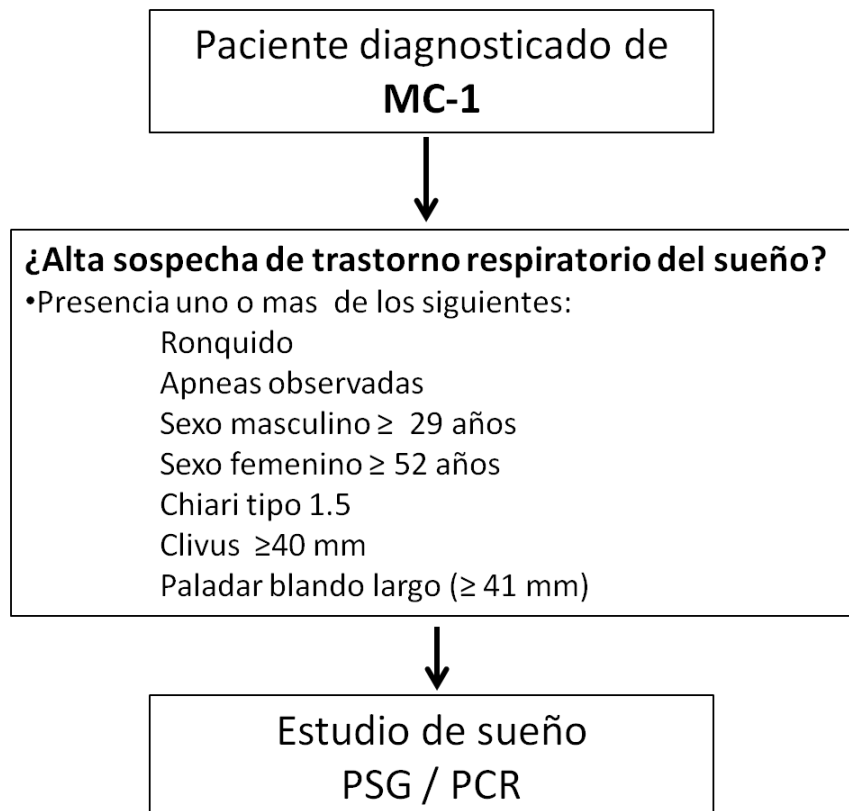 Paciente diagnosticado de
MC-1
¿Alta sospecha de trastorno respiratorio del sueño?
•Presencia uno o mas de los siguientes:
Ronquido
Apneas observadas
Sexo masculino ≥ 29 años
Sexo femenino ≥ 52 años
Chiari tipo 1.5
Clivus ≥40 mm
Paladar blando largo (≥ 41 mm)
Estudio de sueño
PSG / PCR